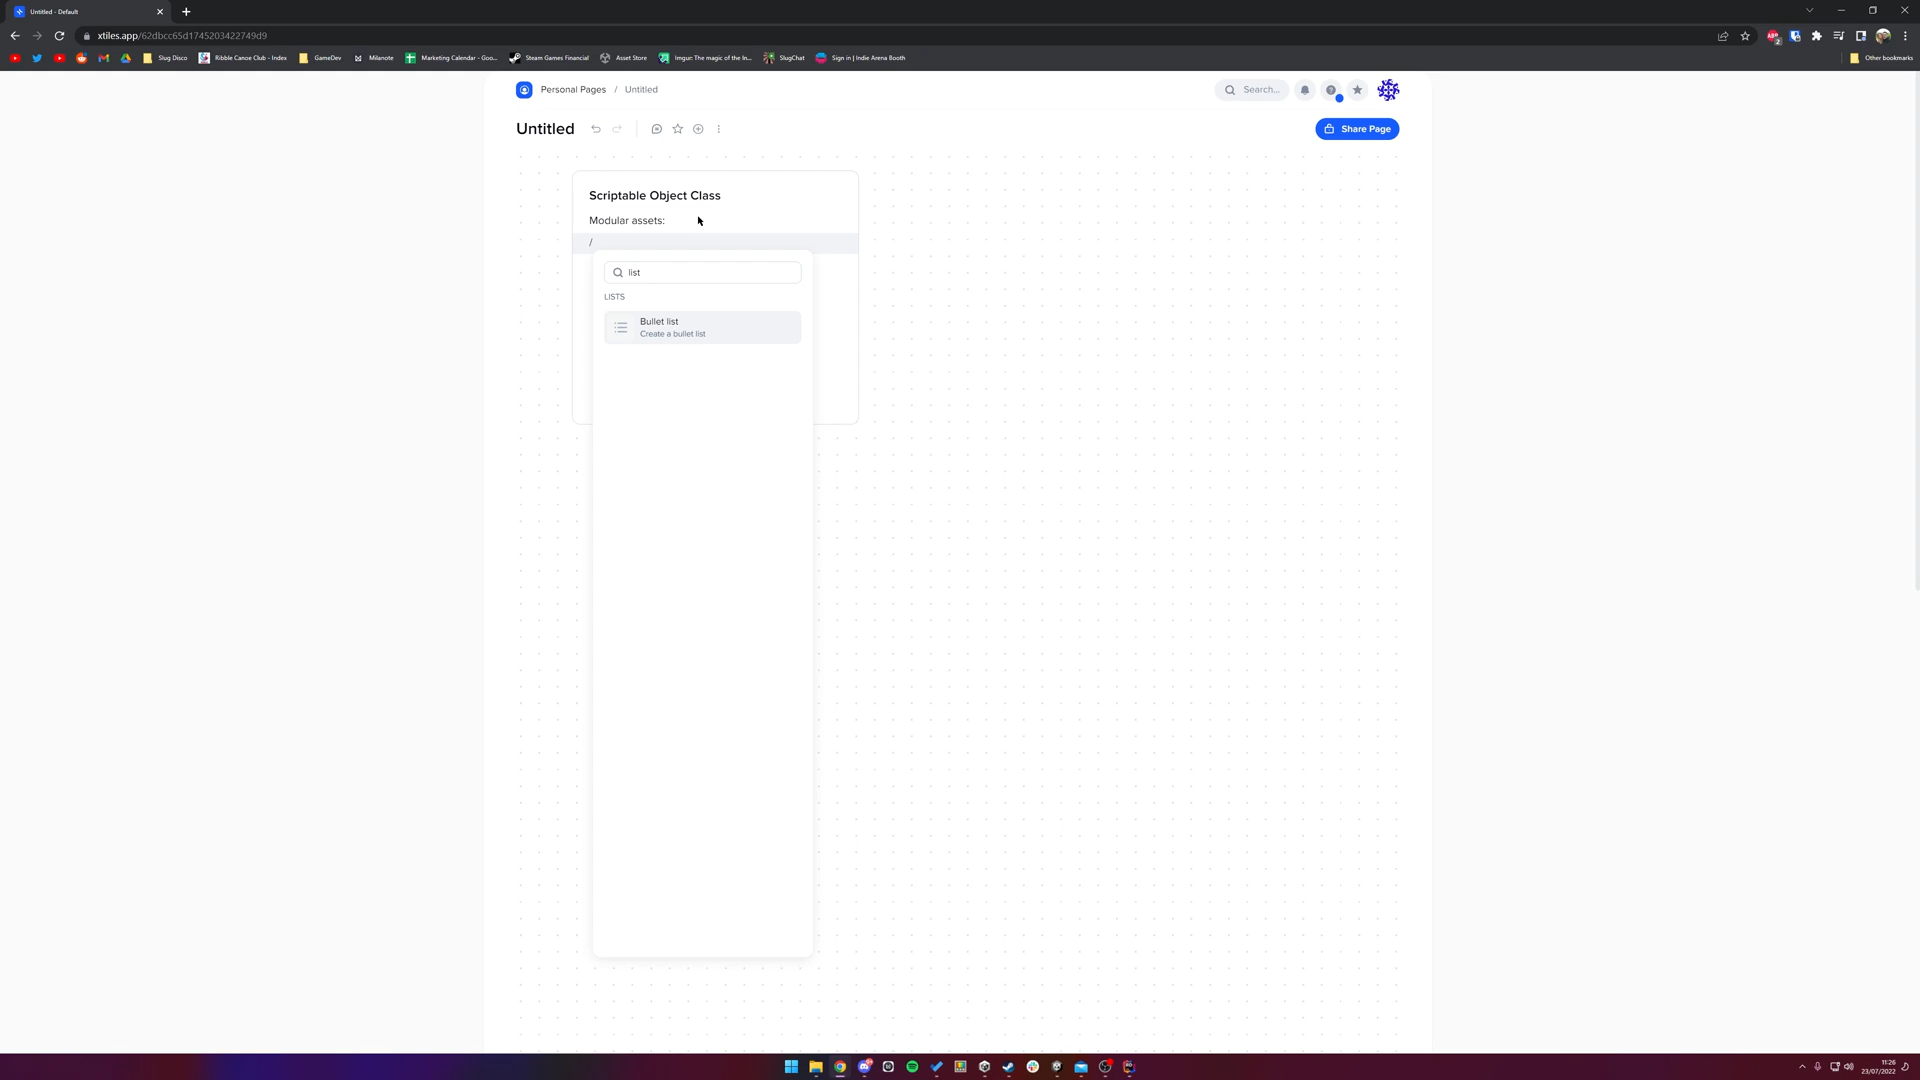 Untitled - Default
xtiles.app/62dbcc65d1745203422749d9
Slug Disco
Ribble Canoe Club - Index
GameDev
Milanote
Marketing Calendar - Goo...
Steam Games Financial
Asset Store
Imgur: The magic of the In...
SlugChat
Sign in | Indie Arena Booth
Other bookmarks
Personal Pages / Untitled
Search...
Untitled
Share Page
Scriptable Object Class
Modular assets:
/
list
LISTS
Bullet list
Create a bullet list
11:26
23/07/2022